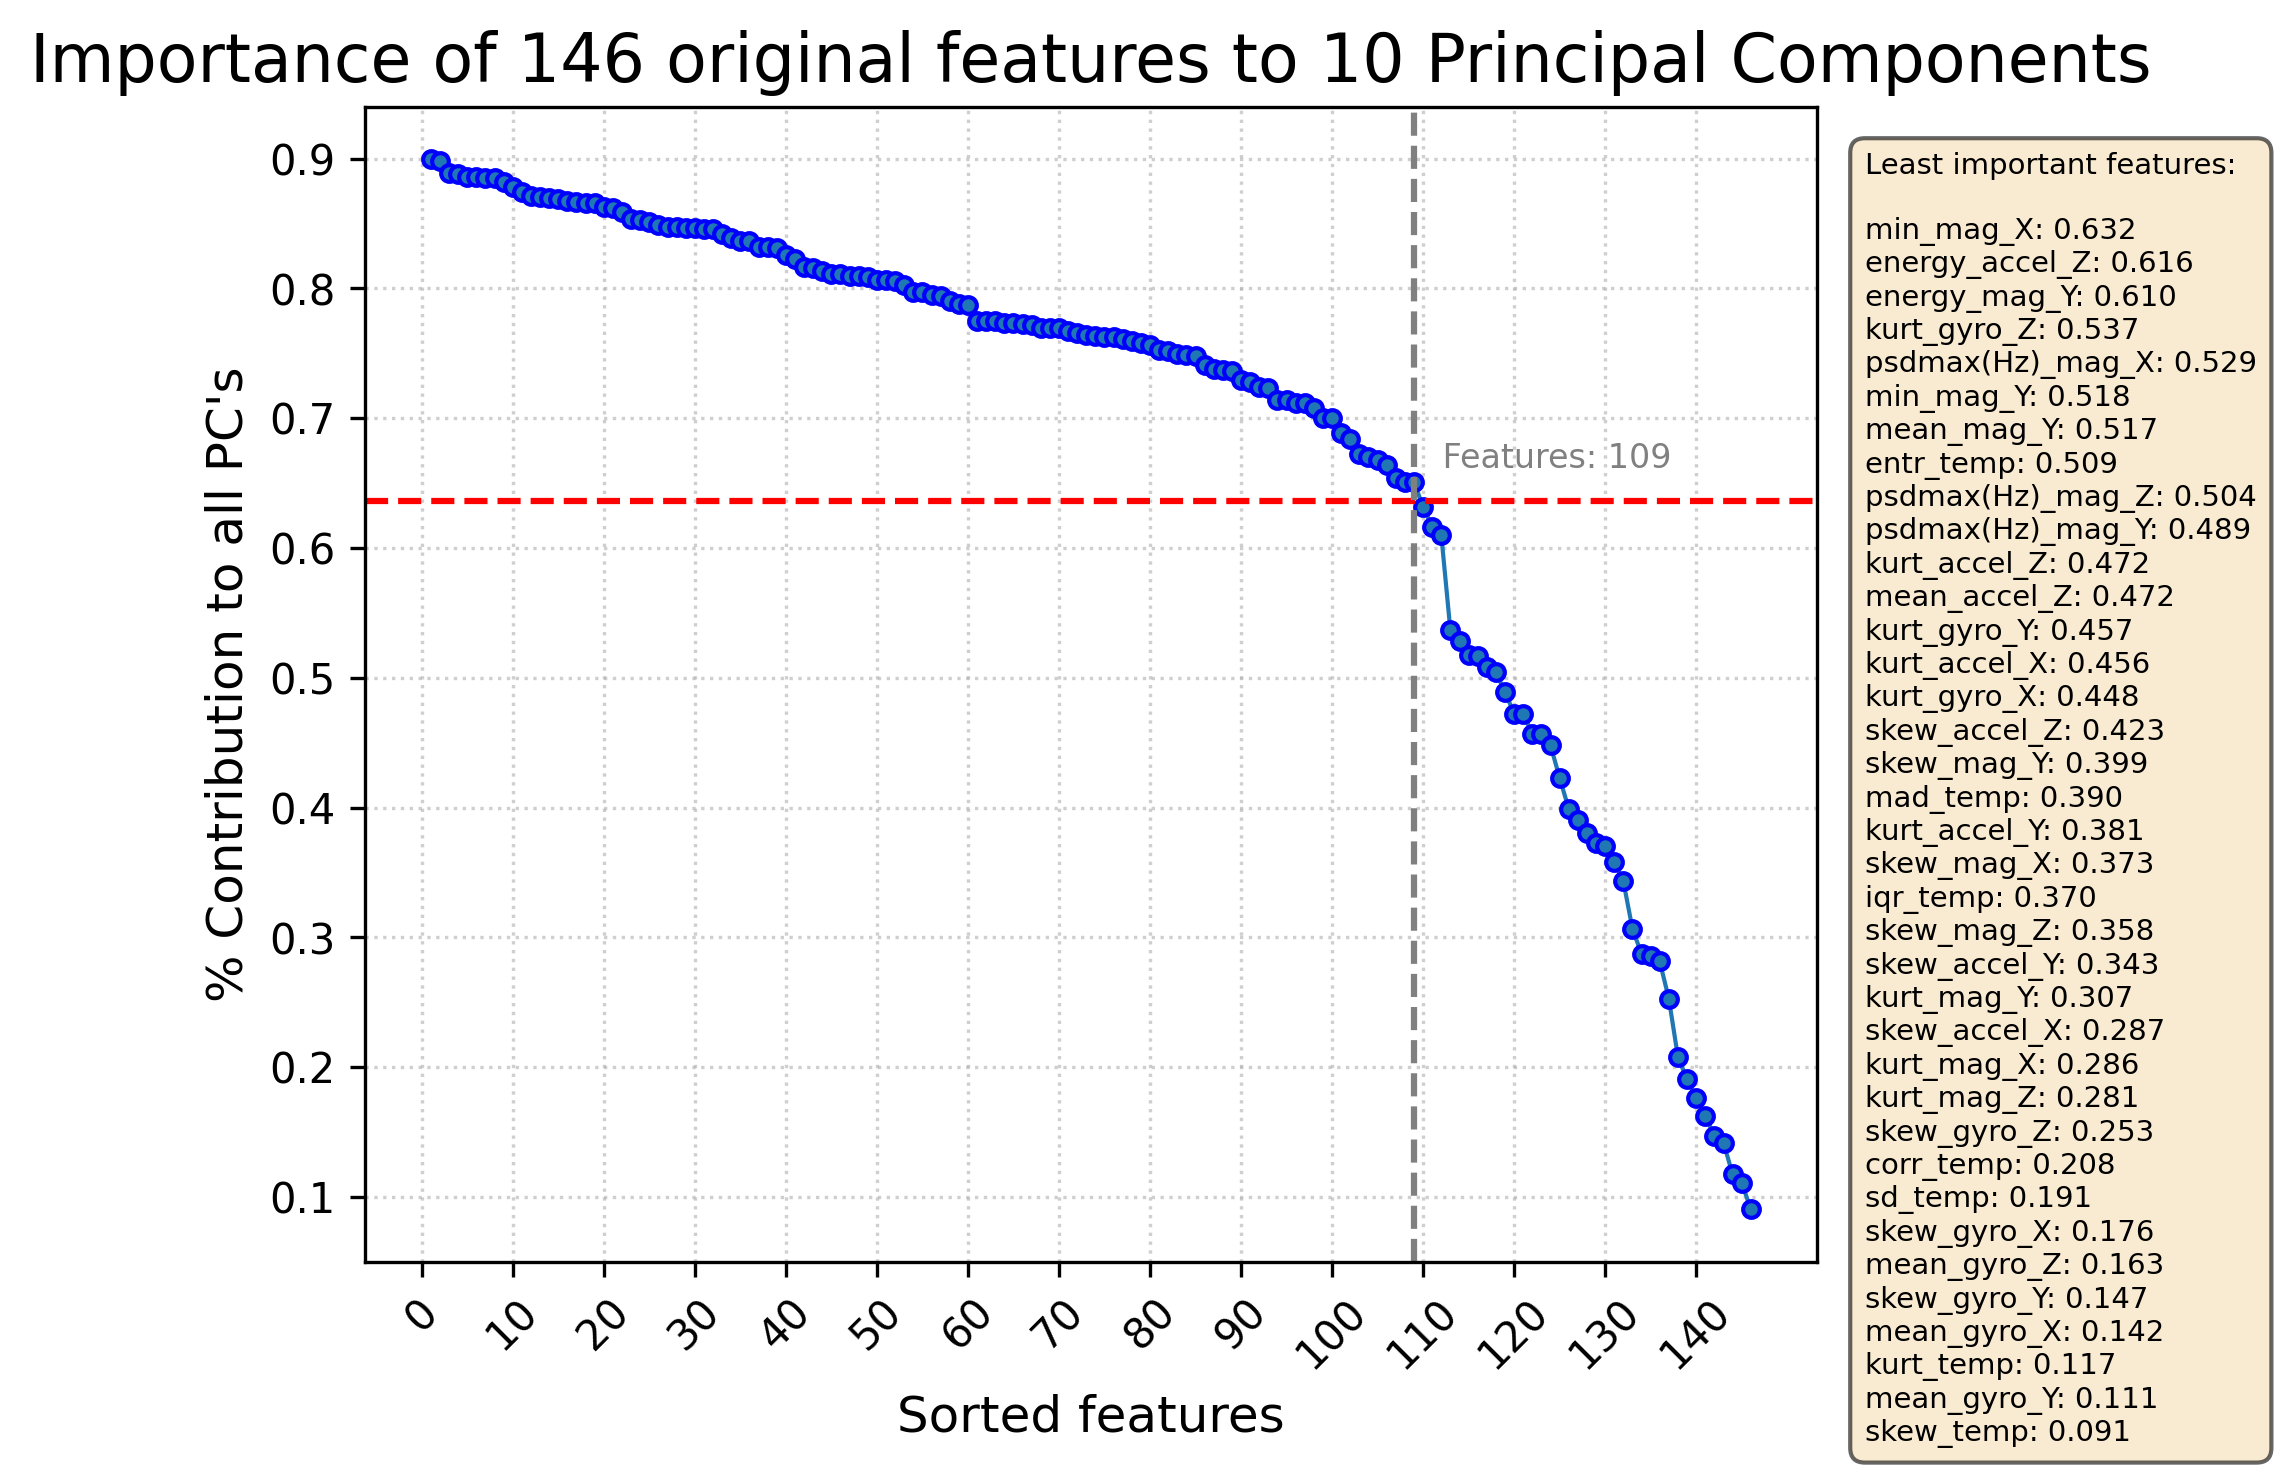 Importance of 146 original features to 10 Principal Components
% Contribution to all PC's
0.9
0.8
0.7
0.6
0.5
0.4
0.3
0.2
0.1
Features: 109
0
10
20
30
40
50
60
70
80
90
100
110
120
130
140
Sorted features
Least important features:
min_mag_X: 0.632
energy_accel_Z: 0.616
energy_mag_Y: 0.610
kurt_gyro_Z: 0.537
psdmax(Hz)_mag_X: 0.529
min_mag_Y: 0.518
mean_mag_Y: 0.517
entr_temp: 0.509
psdmax(Hz)_mag_Z: 0.504
psdmax(Hz)_mag_Y: 0.489
kurt_accel_Z: 0.472
mean_accel_Z: 0.472
kurt_gyro_Y: 0.457
kurt_accel_X: 0.456
kurt_gyro_X: 0.448
skew_accel_Z: 0.423
skew_mag_Y: 0.399
mad_temp: 0.390
kurt_accel_Y: 0.381
skew_mag_X: 0.373
iqr_temp: 0.370
skew_mag_Z: 0.358
skew_accel_Y: 0.343
kurt_mag_Y: 0.307
skew_accel_X: 0.287
kurt_mag_X: 0.286
kurt_mag_Z: 0.281
skew_gyro_Z: 0.253
corr_temp: 0.208
sd_temp: 0.191
skew_gyro_X: 0.176
mean_gyro_Z: 0.163
skew_gyro_Y: 0.147
mean_gyro_X: 0.142
kurt_temp: 0.117
mean_gyro_Y: 0.111
skew_temp: 0.091